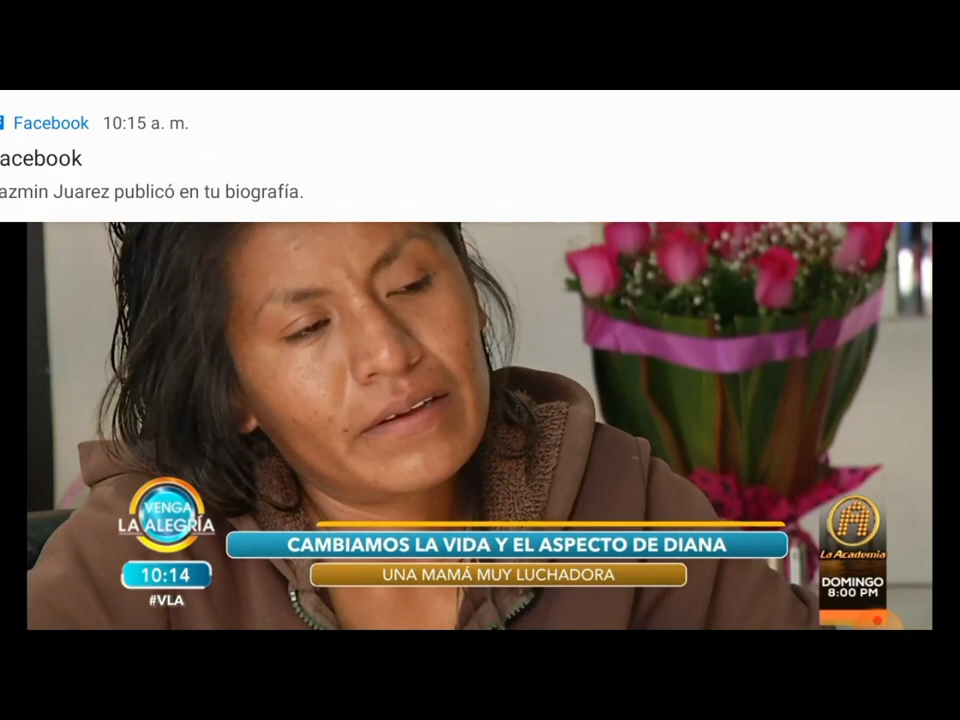 Facebook 10:15 a. m.
acebook
azmin Juarez publicó en tu biografía.
VENGA
LA ALEGRÍA
CAMBIAMOS LA VIDA Y EL ASPECTO DE DIANA
UNA MAMÁ MUY LUCHADORA
10:14
#VLA
La Academia
DOMINGO
8:00 PM